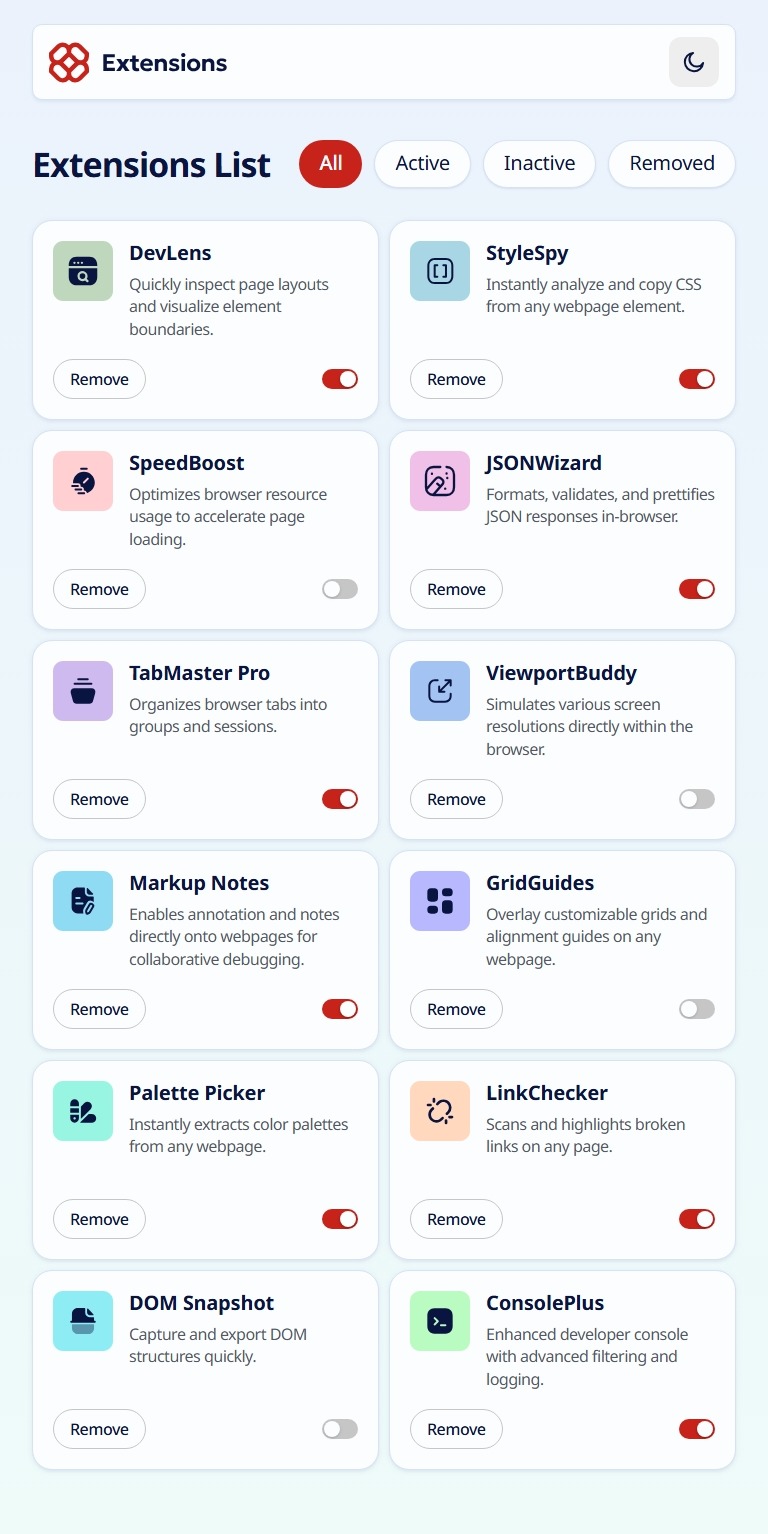 Extensions
Extensions List
All
Active
Inactive
Removed
DevLens
Quickly inspect page layouts
and visualize element
boundaries.
Remove
StyleSpy
Instantly analyze and copy CSS
from any webpage element.
Remove
SpeedBoost
Optimizes browser resource
usage to accelerate page
loading.
Remove
JSONWizard
Formats, validates, and prettifies
JSON responses in-browser.
Remove
TabMaster Pro
Organizes browser tabs into
groups and sessions.
Remove
ViewportBuddy
Simulates various screen
resolutions directly within the
browser.
Remove
Markup Notes
Enables annotation and notes
directly onto webpages for
collaborative debugging.
Remove
GridGuides
Overlay customizable grids and
alignment guides on any
webpage.
Remove
Palette Picker
Instantly extracts color palettes
from any webpage.
Remove
LinkChecker
Scans and highlights broken
links on any page.
Remove
DOM Snapshot
Capture and export DOM
structures quickly.
Remove
ConsolePlus
Enhanced developer console
with advanced filtering and
logging.
Remove